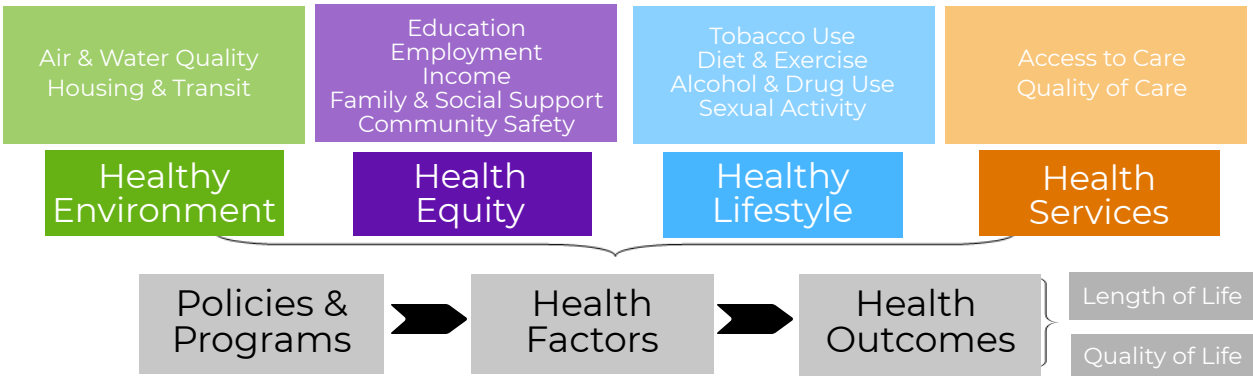 Air & Water Quality
Housing & Transit
Education
Employment
Income
Family & Social Support
Community Safety
Tobacco Use
Diet & Exercise
Alcohol & Drug Use
Sexual Activity
Access to Care
Quality of Care
Healthy
Environment
Health
Equity
Healthy
Lifestyle
Health
Services
Policies &
Programs
Health
Factors
Health
Outcomes
Length of Life
Quality of Life